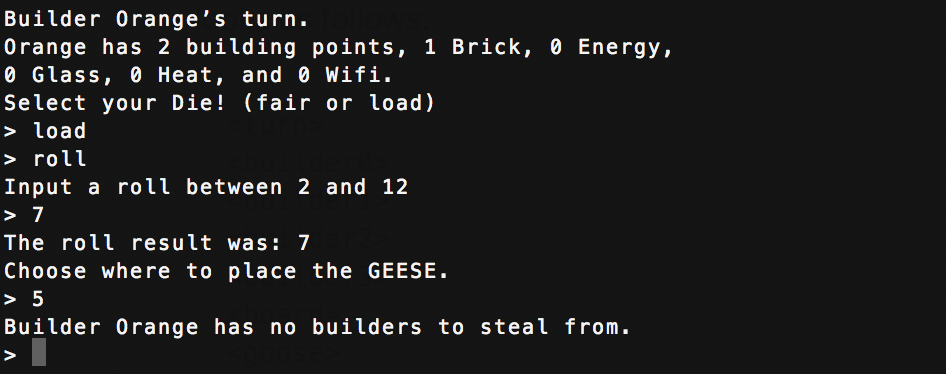 Builder Orange’s turn.
Orange has 2 building points, 1 Brick, 0 Energy,
0 Glass, 0 Heat, and 0 Wifi.
Select your Die! (fair or load)
> load
> roll
Input a roll between 2 and 12
> 7
The roll result was: 7
Choose where to place the GEESE.
> 5
Builder Orange has no builders to steal from.
>